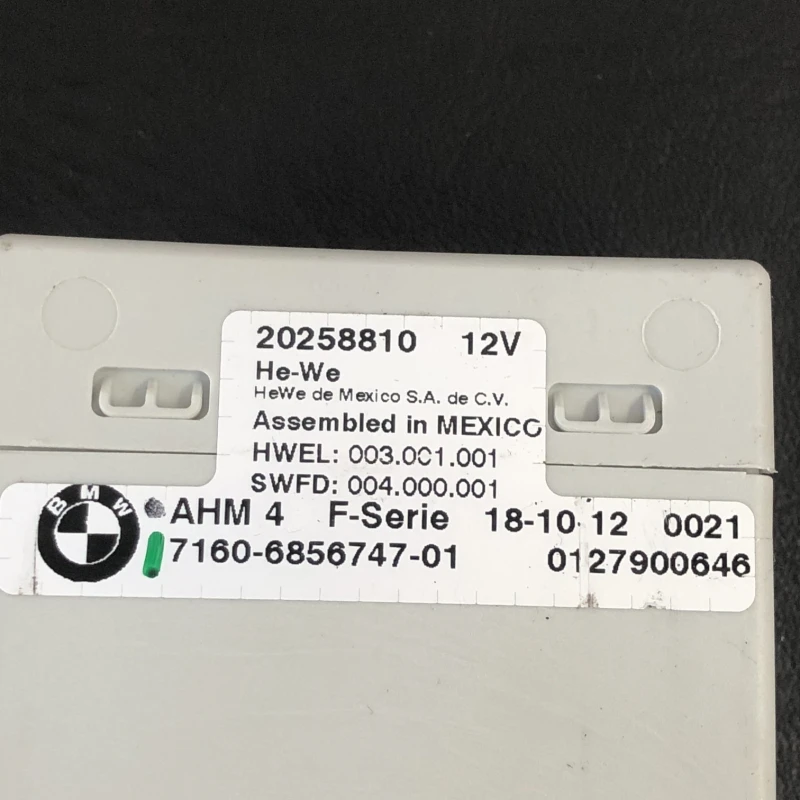 20258810 12V
He-We
HeWe de Mexico S.A. de C.V.
Assembled in MEXICO
HWEL: 003.001.001
SWFD: 004.000.001
BMW AHM 4 F-Serie 18-10-12 0021
7160-6856747-01 0127900646